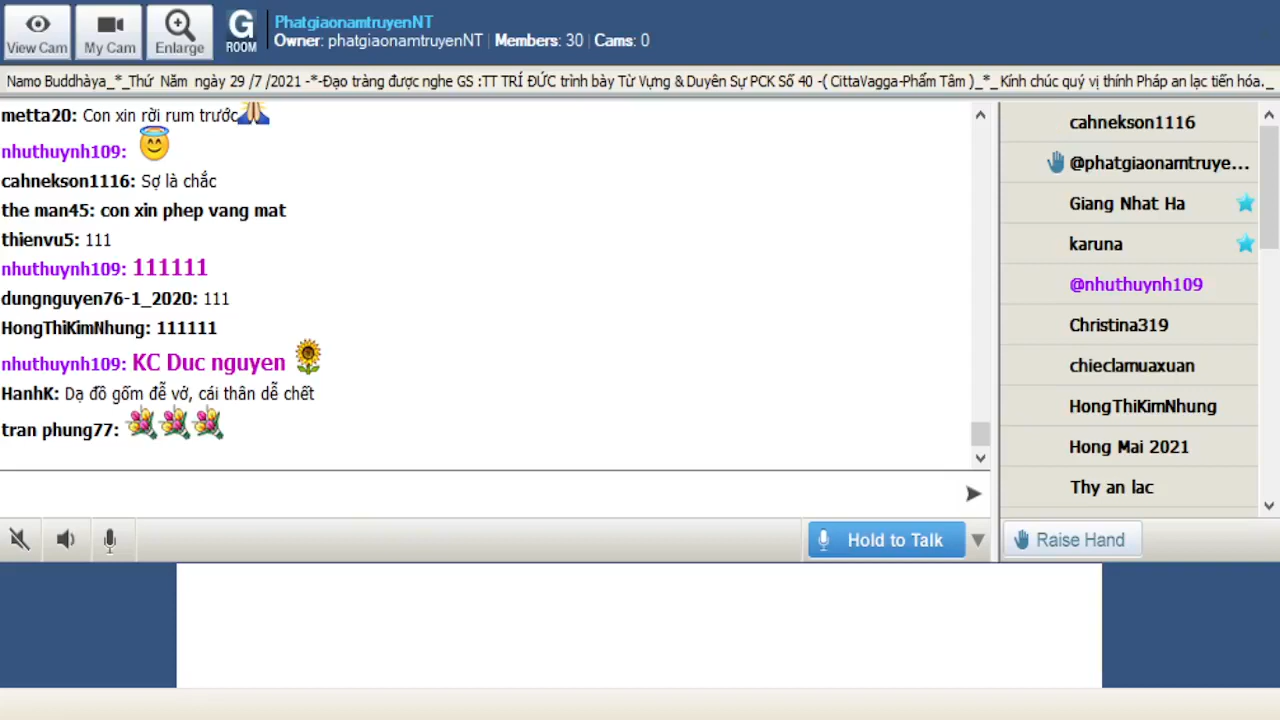 View Cam
My Cam
Enlarge
G
ROOM
PhatgiaonamtruyenNT
Owner: phatgiaonamtruyenNT | Members: 30 | Cams: 0
Namo Buddhàya_*_Thứ Năm ngày 29 /7 /2021 -*-Đạo tràng được nghe GS :TT TRÍ ĐỨC trình bày Từ Vựng & Duyên Sự PCK Số 40 -( CittaVagga-Phẩm Tâm )_*_ Kính chúc quý vị thính Pháp an lạc tiến hóa._
metta20: Con xin rời rum trước
nhuthuynh109:
cahnekson1116: Sợ là chắc
the man45: con xin phep vang mat
thienvu5: 111
nhuthuynh109: 111111
dungnguyen76-1_2020: 111
HongThiKimNhung: 111111
nhuthuynh109: KC Duc nguyen
HanhK: Dạ đồ gốm đễ vớ, cái thân dễ chết
tran phung77:
cahnekson1116
@phatgiaonamtruye...
Giang Nhat Ha
karuna
@nhuthuynh109
Christina319
chieclamuaxuan
HongThiKimNhung
Hong Mai 2021
Thy an lac
Hold to Talk
Raise Hand